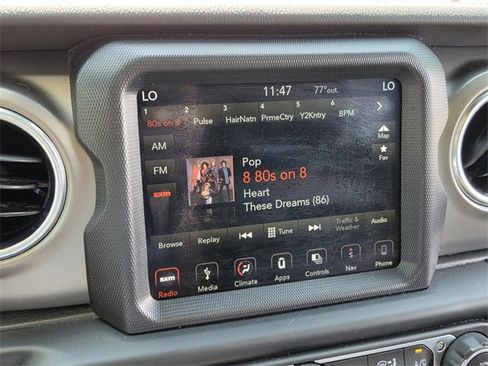 LO 11:47 77°out. LO
1 2 3 4 5 6
80s on 8 Pulse HairNatn PrmeCtry Y2Kntry BPM
AM
FM
sxm
Map
Fav
Pop
8 80s on 8
Heart
These Dreams (86)
Browse Replay Tune Traffic & Weather Audio
sxm
Radio Media Climate Apps Controls Nav Phone
A/C